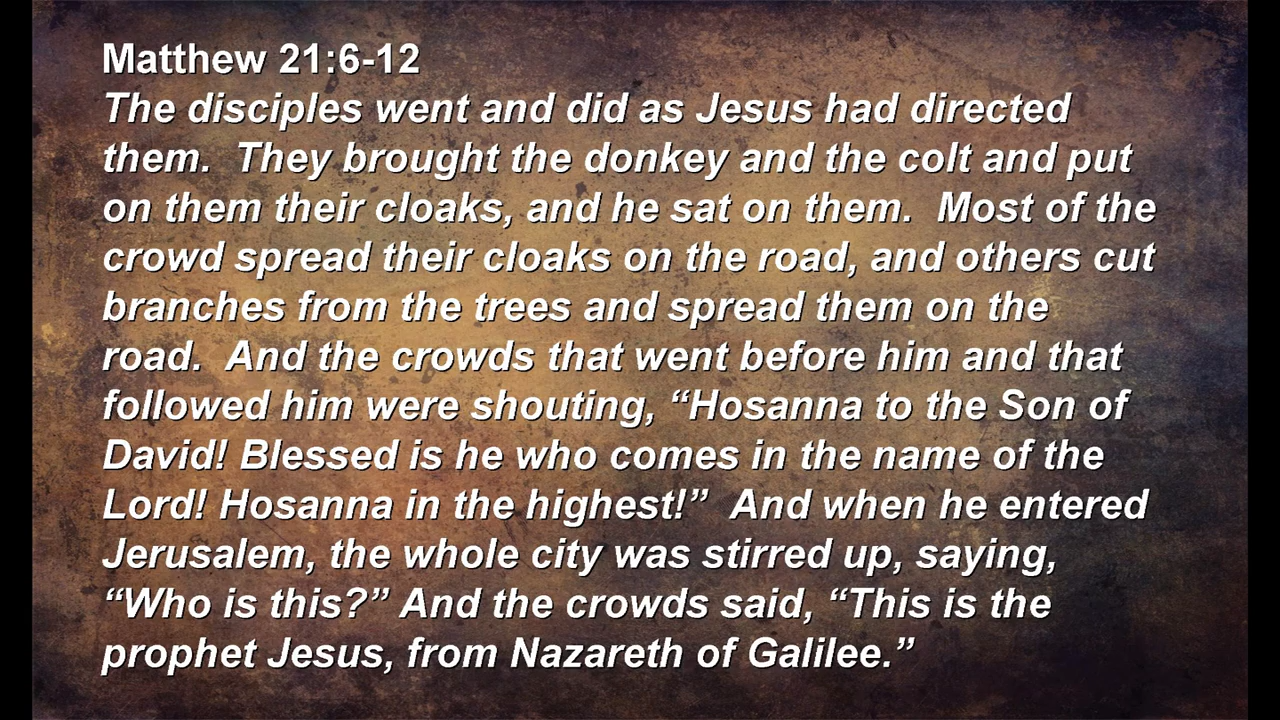 Matthew 21:6-12
The disciples went and did as Jesus had directed
them.  They brought the donkey and the colt and put
on them their cloaks, and he sat on them.  Most of the
crowd spread their cloaks on the road, and others cut
branches from the trees and spread them on the
road.  And the crowds that went before him and that
followed him were shouting, “Hosanna to the Son of
David! Blessed is he who comes in the name of the
Lord! Hosanna in the highest!”  And when he entered
Jerusalem, the whole city was stirred up, saying,
“Who is this?” And the crowds said, “This is the
prophet Jesus, from Nazareth of Galilee.”